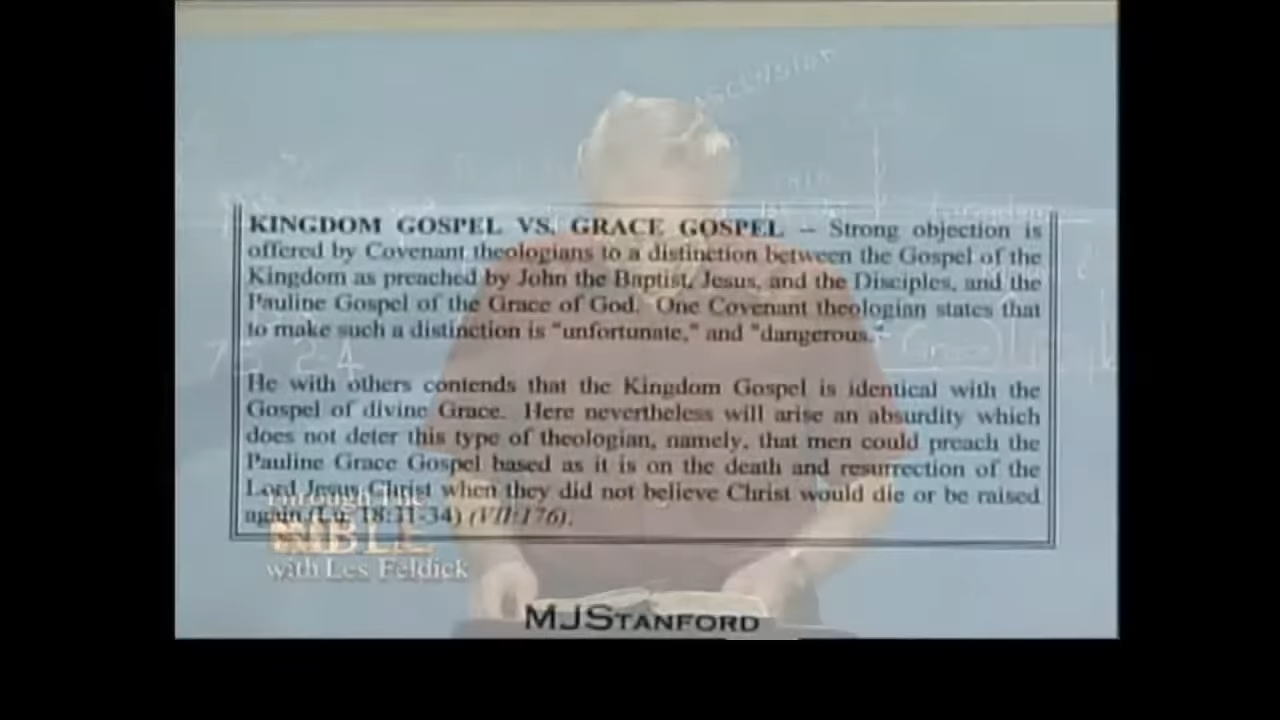 ASCENSION
KINGDOM GOSPEL VS. GRACE GOSPEL -- Strong objection is
offered by Covenant theologians to a distinction between the Gospel of the
Kingdom as preached by John the Baptist, Jesus, and the Disciples, and the
Pauline Gospel of the Grace of God. One Covenant theologian states that
to make such a distinction is "unfortunate," and "dangerous."
He with others contends that the Kingdom Gospel is identical with the
Gospel of divine Grace. Here nevertheless will arise an absurdity which
does not deter this type of theologian, namely, that men could preach the
Pauline Grace Gospel based as it is on the death and resurrection of the
Lord Jesus Christ when they did not believe Christ would die or be raised
again (Lu. 18:31-34) (VII:176).
Through The
BIBLE
with Les Feldick
MJStanford